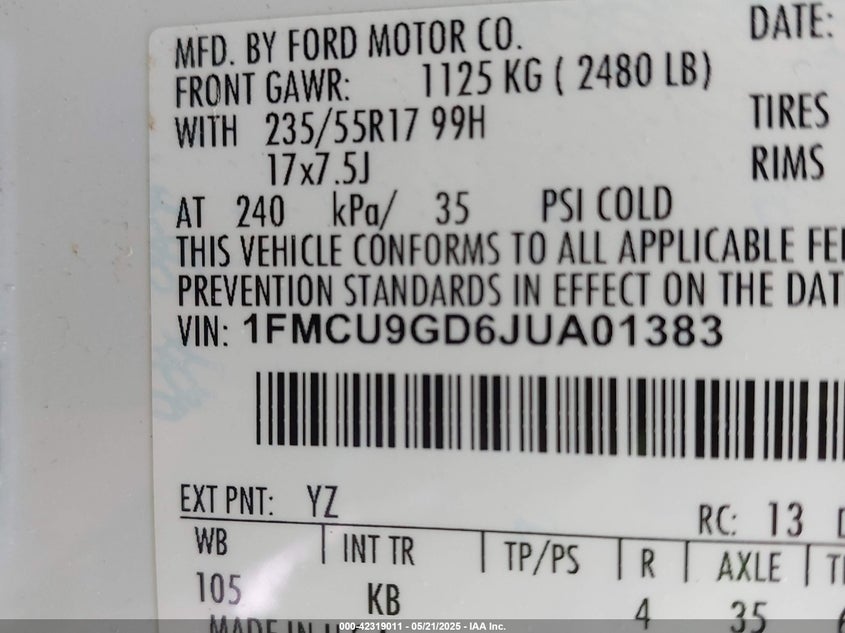 MFD. BY FORD MOTOR CO.
DATE:
FRONT GAWR: 1125 KG ( 2480 LB)
WITH 235/55R17 99H
TIRES
17x7.5J
RIMS
AT 240 kPa/ 35 PSI COLD
THIS VEHICLE CONFORMS TO ALL APPLICABLE FE
PREVENTION STANDARDS IN EFFECT ON THE DAT
VIN: 1FMCU9GD6JUA01383
EXT PNT: YZ
RC: 13
WB | INT TR | TP/PS | R | AXLE |
105 KB 4 35
MADE IN
000-42319011 — 05/21/2025 - IAA Inc.